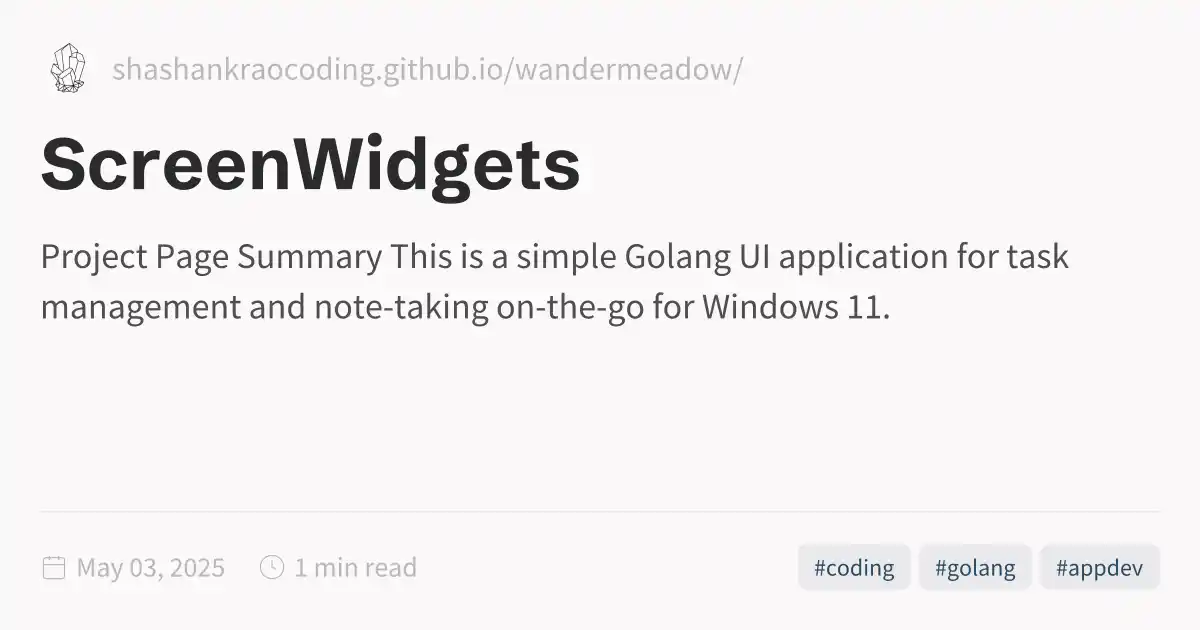 shashankraocoding.github.io/wandermeadow/
ScreenWidgets
Project Page Summary This is a simple Golang UI application for task
management and note-taking on-the-go for Windows 11.
May 03, 2025 1 min read #coding #golang #appdev